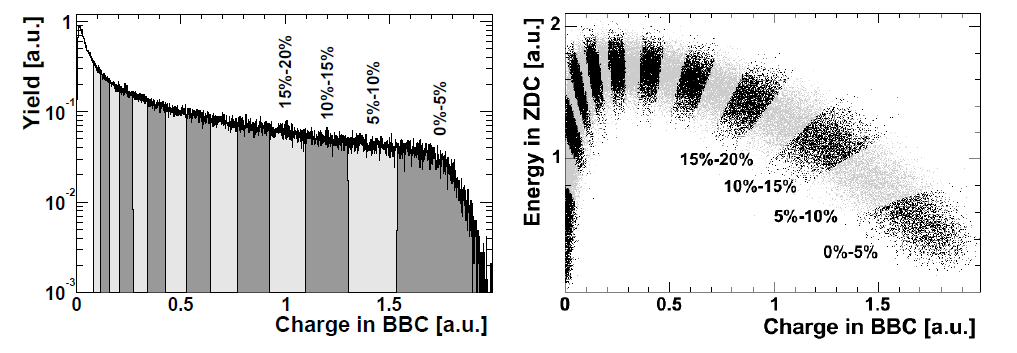 Yield [a.u.]
1
10-1
10-2
10-3
15%-20%
10%-15%
5%-10%
0%-5%
0 0.5 1 1.5
Charge in BBC [a.u.]
Energy in ZDC [a.u.]
2
1
15%-20%
10%-15%
5%-10%
0%-5%
0 0.5 1 1.5
Charge in BBC [a.u.]